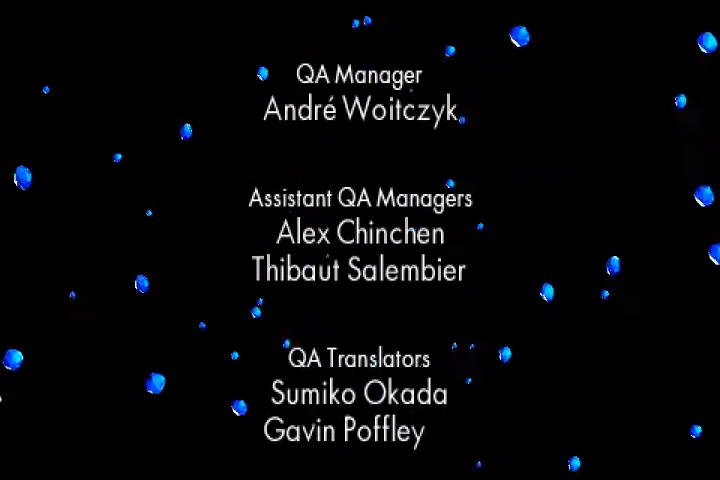 QA Manager
André Woitczyk
Assistant QA Managers
Alex Chinchen
Thibaut Salembier
QA Translators
Sumiko Okada
Gavin Poffley